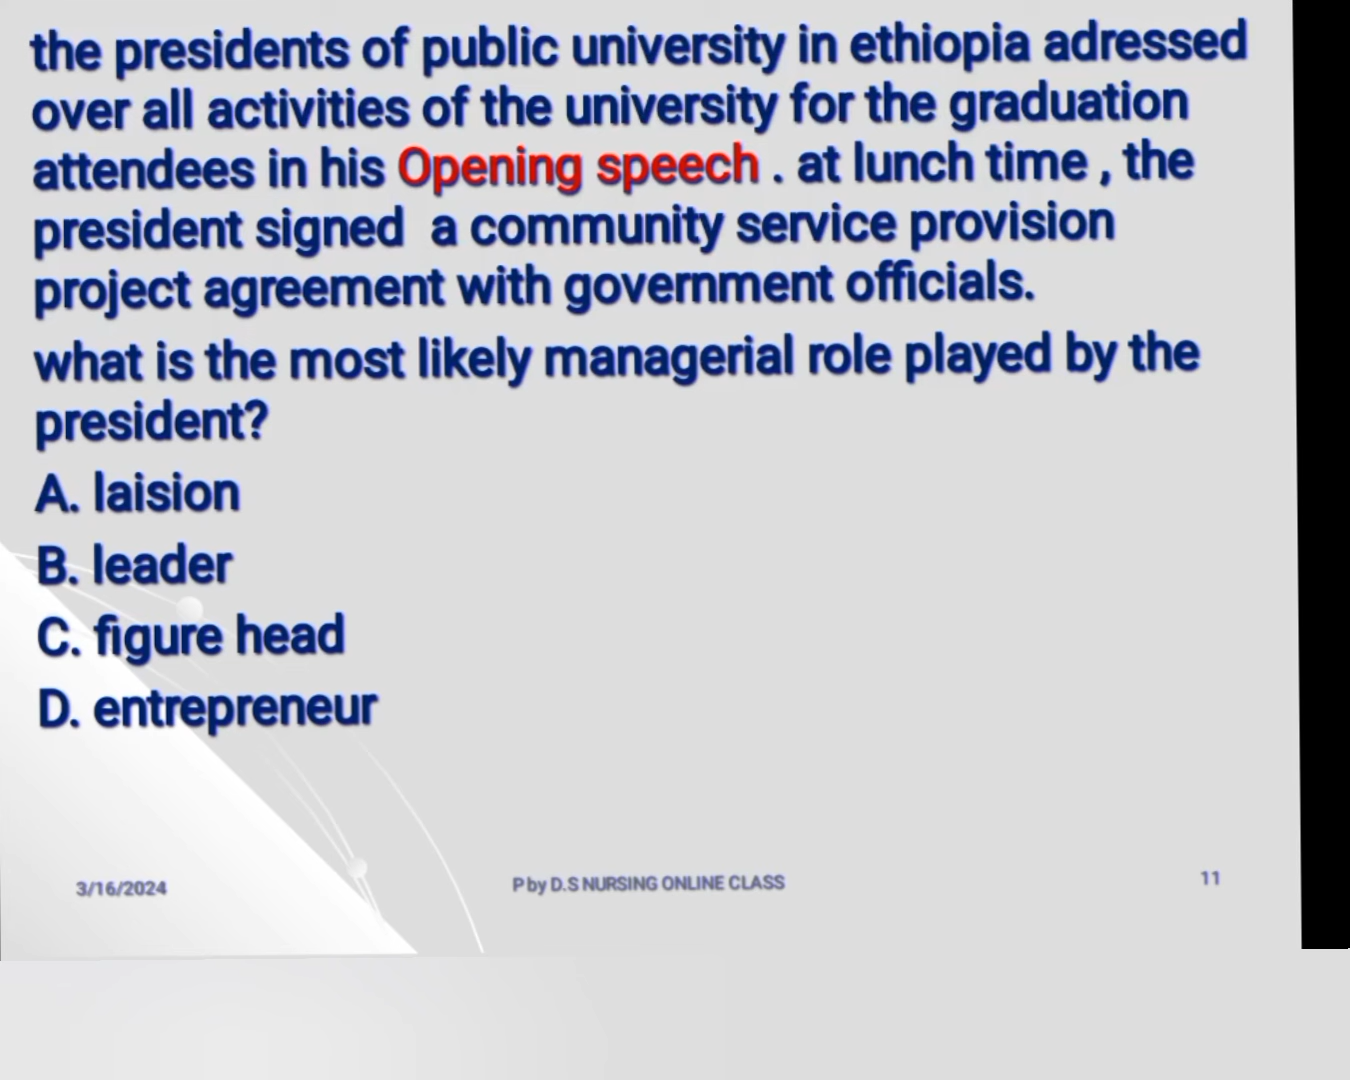 the presidents of public university in ethiopia adressed
over all activities of the university for the graduation
attendees in his Opening speech . at lunch time , the
president signed a community service provision
project agreement with government officials.
what is the most likely managerial role played by the
president?
A. laision
B. leader
C. figure head
D. entrepreneur
3/16/2024 P by D.S NURSING ONLINE CLASS 11